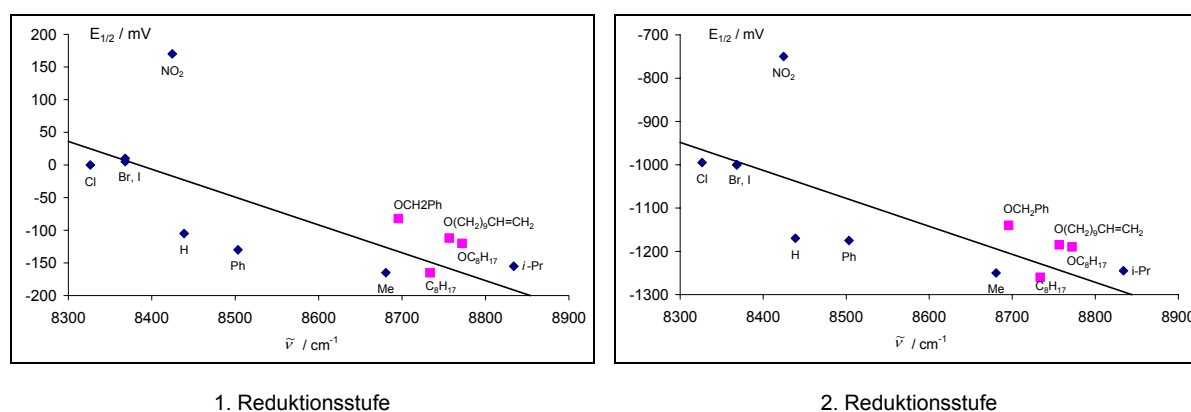 E1/2 / mV
200
150
100
50
0
-50
-100
-150
-200
NO2
Cl
Br, I
H
Ph
OCH2Ph
O(CH2)9CH=CH2
OC8H17
Me
C8H17
i-Pr
8300 8400 8500 8600 8700 8800 8900
ṽ / cm-1
1. Reduktionsstufe
E1/2 / mV
-700
-800
-900
-1000
-1100
-1200
-1300
NO2
Cl
Br, I
H
Ph
OCH2Ph
O(CH2)9CH=CH2
OC8H17
Me
C8H17
i-Pr
8300 8400 8500 8600 8700 8800 8900
ṽ / cm-1
2. Reduktionsstufe